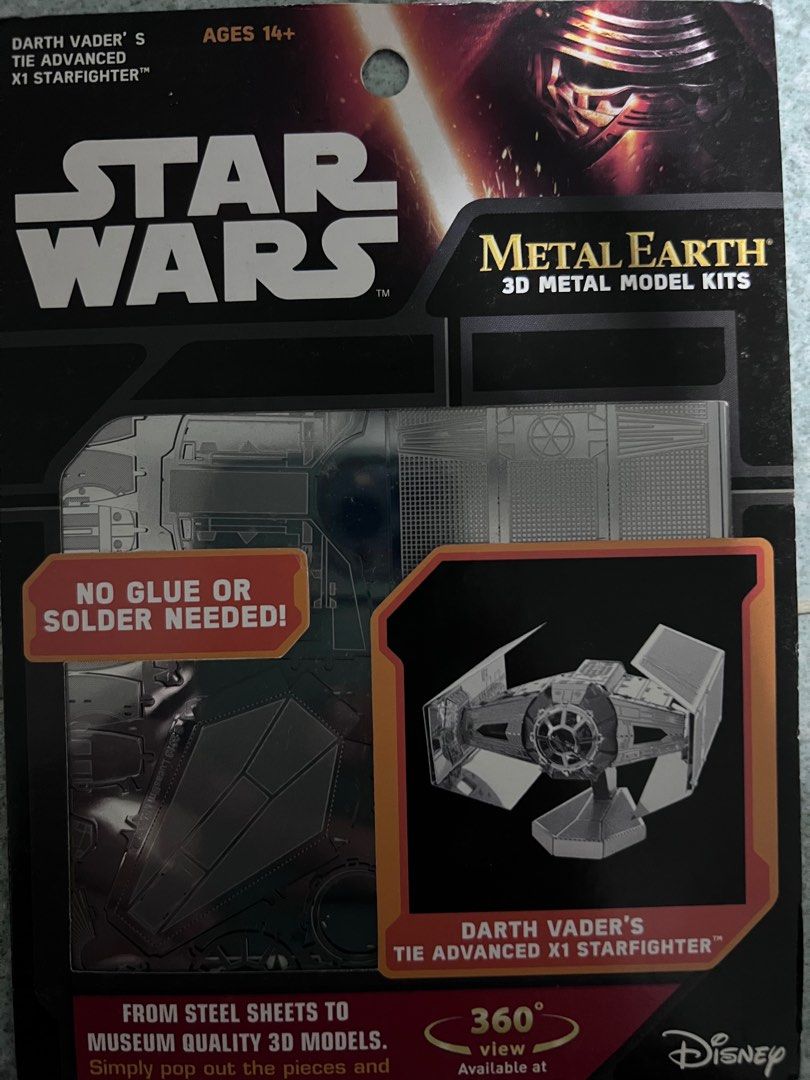 DARTH VADER'S
TIE ADVANCED
X1 STARFIGHTER™
AGES 14+
STAR
WARS™
METAL EARTH®
3D METAL MODEL KITS
NO GLUE OR
SOLDER NEEDED!
DARTH VADER'S
TIE ADVANCED X1 STARFIGHTER™
FROM STEEL SHEETS TO
MUSEUM QUALITY 3D MODELS.
Simply pop out the pieces and
360°
view
Available at
Disney